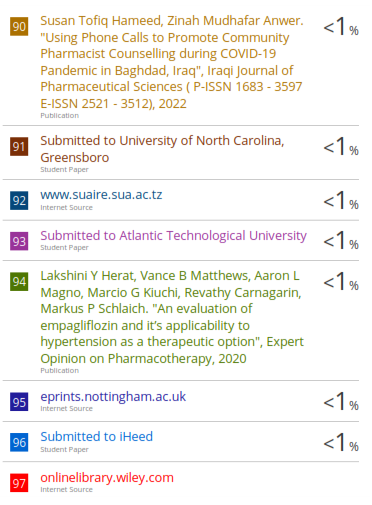 90
Susan Tofiq Hameed, Zinah Mudhafar Anwer.
"Using Phone Calls to Promote Community
Pharmacist Counselling during COVID-19
Pandemic in Baghdad, Iraq", Iraqi Journal of
Pharmaceutical Sciences ( P-ISSN 1683 - 3597
E-ISSN 2521 - 3512), 2022
Publication
<1%
91
Submitted to University of North Carolina,
Greensboro
Student Paper
<1%
92
www.suaire.sua.ac.tz
Internet Source
<1%
93
Submitted to Atlantic Technological University
Student Paper
<1%
94
Lakshini Y Herat, Vance B Matthews, Aaron L
Magno, Marcio G Kiuchi, Revathy Carnagarin,
Markus P Schlaich. "An evaluation of
empagliflozin and it's applicability to
hypertension as a therapeutic option", Expert
Opinion on Pharmacotherapy, 2020
Publication
<1%
95
eprints.nottingham.ac.uk
Internet Source
<1%
96
Submitted to iHeed
Student Paper
<1%
97
onlinelibrary.wiley.com
Internet Source